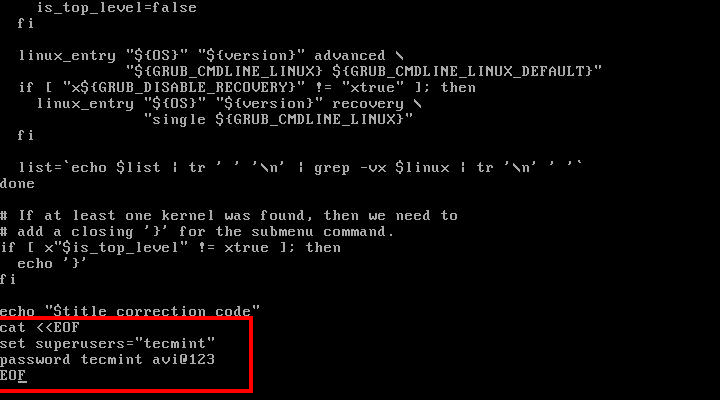 is_top_level=false
  fi

  linux_entry "${OS}" "${version}" advanced \
              "${GRUB_CMDLINE_LINUX} ${GRUB_CMDLINE_LINUX_DEFAULT}"
  if [ "x${GRUB_DISABLE_RECOVERY}" != "xtrue" ]; then
    linux_entry "${OS}" "${version}" recovery \
                "single ${GRUB_CMDLINE_LINUX}"
  fi

  list=`echo $list | tr ' ' '\n' | grep -vx $linux | tr '\n' ' '`
done

# If at least one kernel was found, then we need to
# add a closing '}' for the submenu command.
if [ x"$is_top_level" != xtrue ]; then
  echo '}'
fi

echo "$title_correction_code"
cat <<EOF
set superusers="tecmint"
password tecmint avi@123
EOF